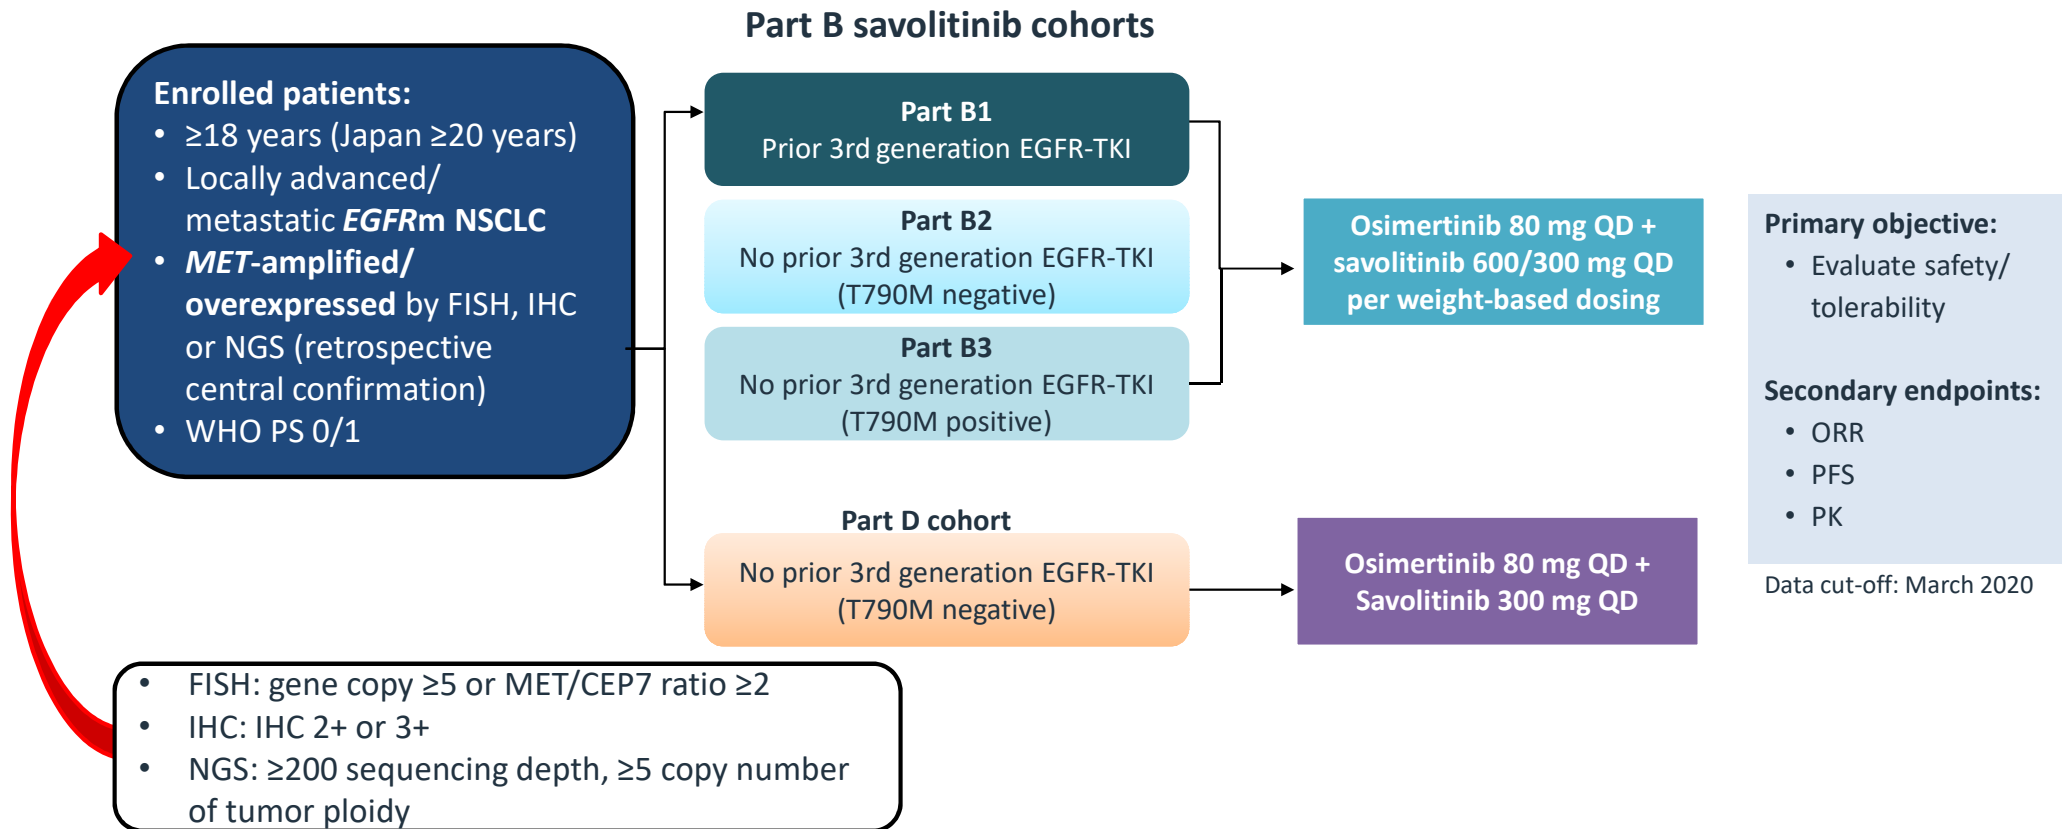 Part B savolitinib cohorts
Enrolled patients:
• ≥18 years (Japan ≥20 years)
• Locally advanced/
metastatic EGFRm NSCLC
• MET-amplified/
overexpressed by FISH, IHC
or NGS (retrospective
central confirmation)
• WHO PS 0/1
Part B1
Prior 3rd generation EGFR-TKI
Part B2
No prior 3rd generation EGFR-TKI
(T790M negative)
Part B3
No prior 3rd generation EGFR-TKI
(T790M positive)
Osimertinib 80 mg QD +
savolitinib 600/300 mg QD
per weight-based dosing
Part D cohort
No prior 3rd generation EGFR-TKI
(T790M negative)
Osimertinib 80 mg QD +
Savolitinib 300 mg QD
Primary objective:
• Evaluate safety/
tolerability
Secondary endpoints:
• ORR
• PFS
• PK
Data cut-off: March 2020
• FISH: gene copy ≥5 or MET/CEP7 ratio ≥2
• IHC: IHC 2+ or 3+
• NGS: ≥200 sequencing depth, ≥5 copy number
of tumor ploidy